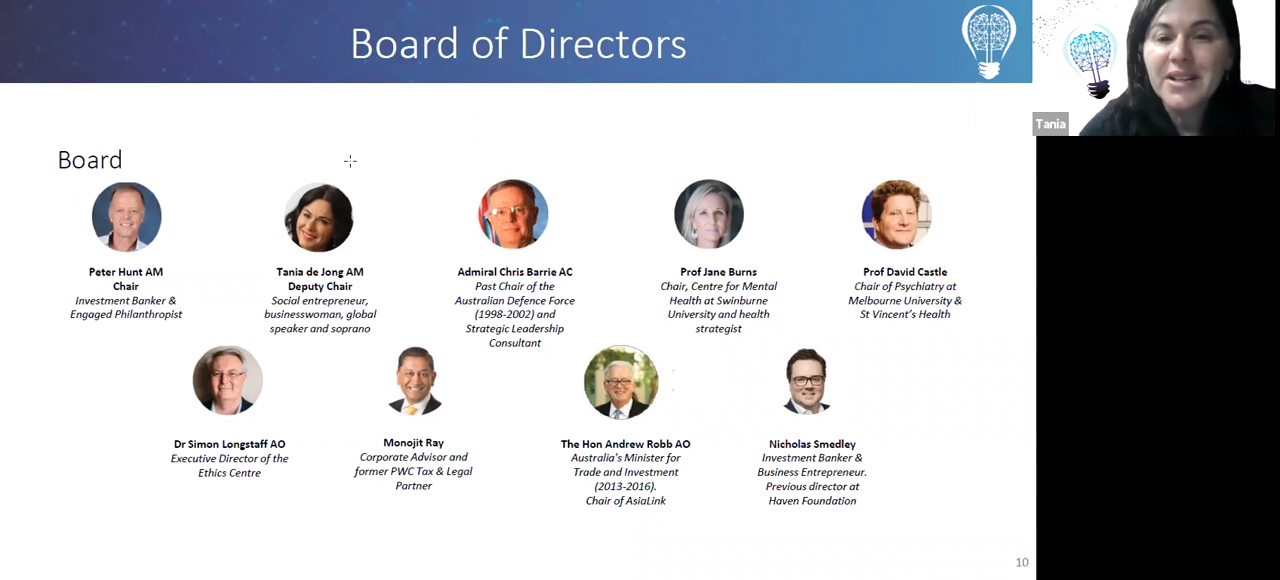 Board of Directors
Tania
Board
Peter Hunt AM
Chair
Investment Banker &
Engaged Philanthropist
Tania de Jong AM
Deputy Chair
Social entrepreneur,
businesswoman, global
speaker and soprano
Admiral Chris Barrie AC
Past Chair of the
Australian Defence Force
(1998-2002) and
Strategic Leadership
Consultant
Prof Jane Burns
Chair, Centre for Mental
Health at Swinburne
University and health
strategist
Prof David Castle
Chair of Psychiatry at
Melbourne University &
St Vincent's Health
Dr Simon Longstaff AO
Executive Director of the
Ethics Centre
Monojit Ray
Corporate Advisor and
former PWC Tax & Legal
Partner
The Hon Andrew Robb AO
Australia's Minister for
Trade and Investment
(2013-2016).
Chair of AsiaLink
Nicholas Smedley
Investment Banker &
Business Entrepreneur.
Previous director at
Haven Foundation
10